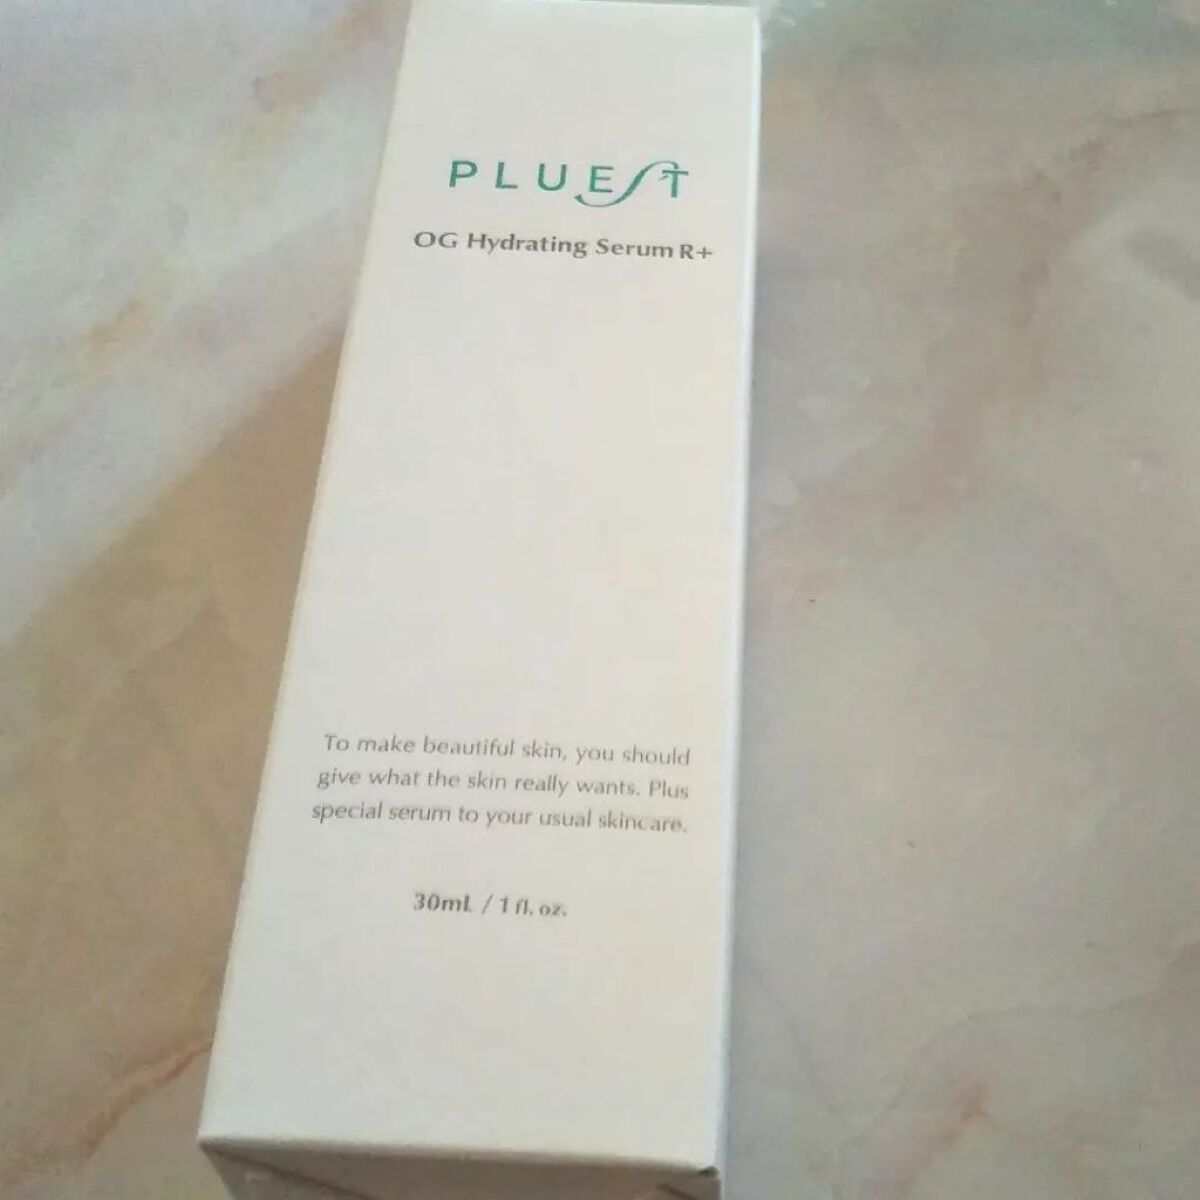 PLUEST
OG Hydrating Serum R+
To make beautiful skin, you should
give what the skin really wants. Plus
special serum to your usual skincare.
30mL / 1 fl. oz.